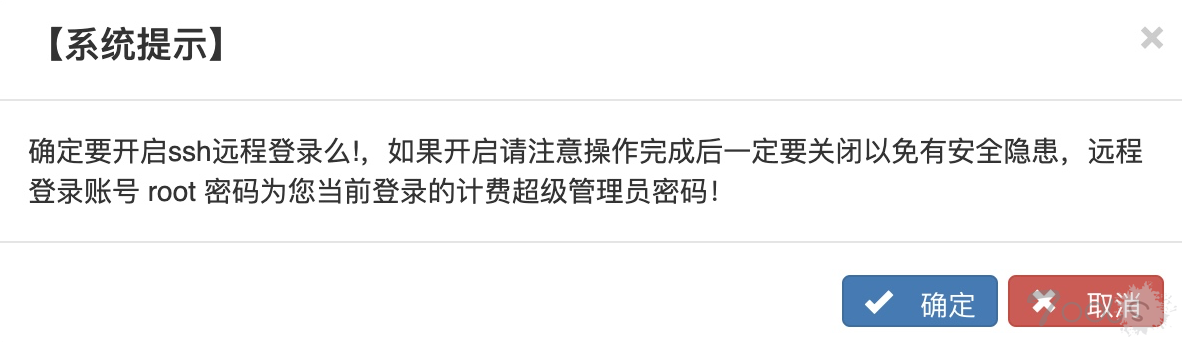 【系统提示】
确定要开启ssh远程登录么!，如果开启请注意操作完成后一定要关闭以免有安全隐患，远程
登录账号 root 密码为您当前登录的计费超级管理员密码！
确定
取消